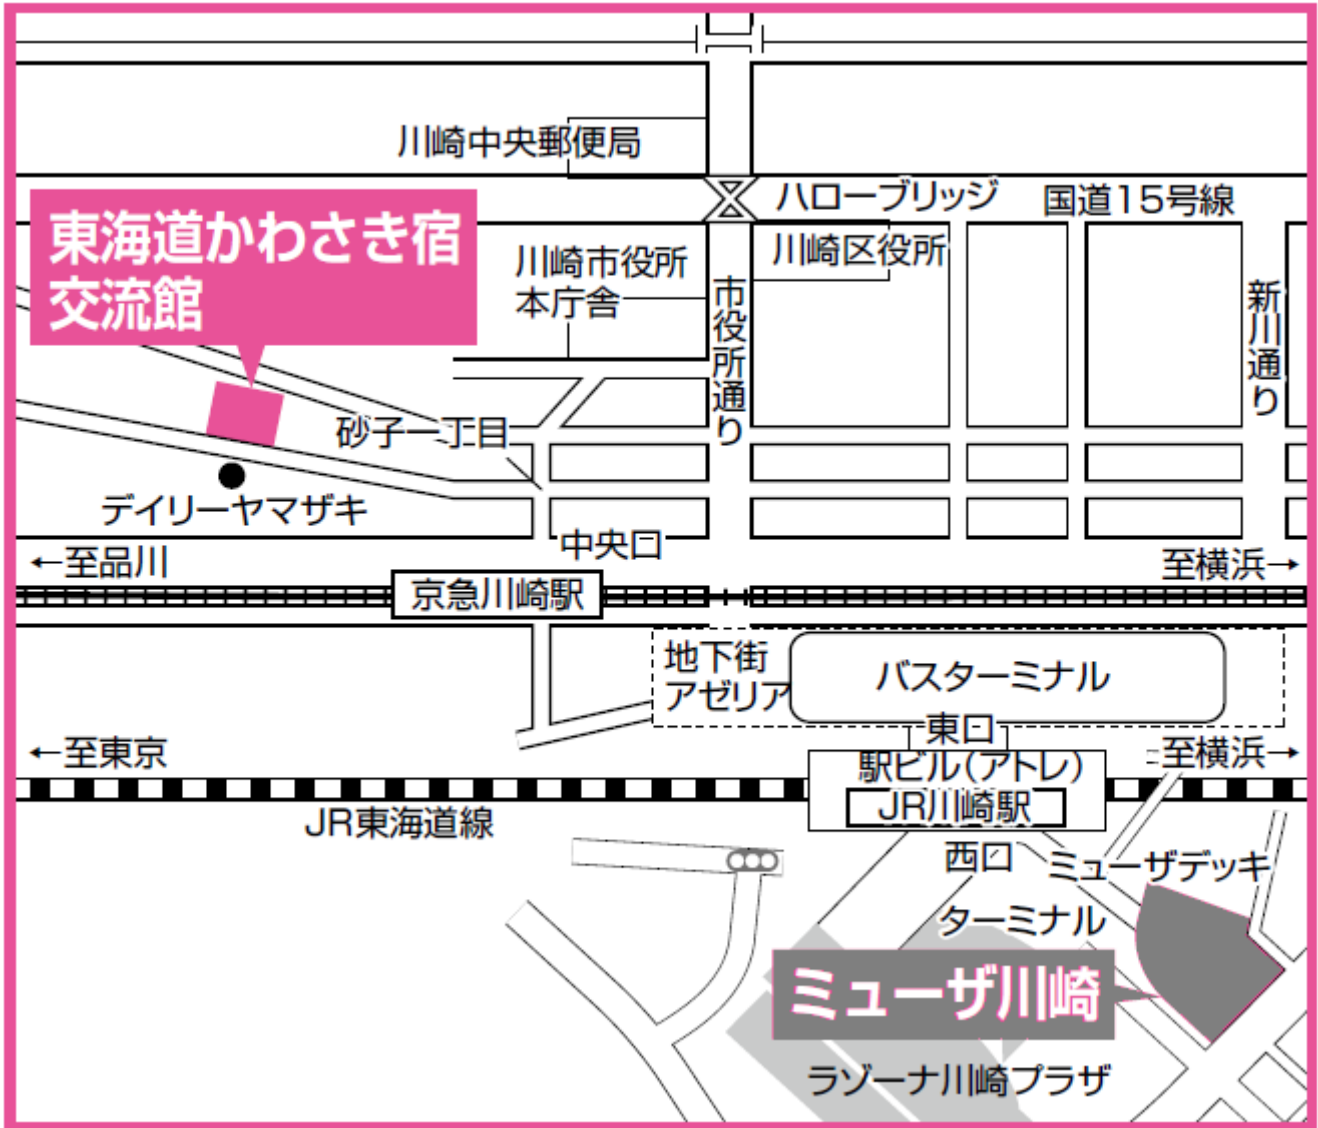 川崎中央郵便局
ハローブリッジ
国道15号線
東海道かわさき宿
交流館
川崎市役所
本庁舎
川崎区役所
市役所通り
新川通り
砂子一丁目
デイリーヤマザキ
中央口
←至品川
至横浜→
京急川崎駅
地下街
アゼリア
バスターミナル
東口
←至東京
至横浜→
駅ビル(アトレ)
JR川崎駅
JR東海道線
西口
ミューザデッキ
ターミナル
ミューザ川崎
ラゾーナ川崎プラザ